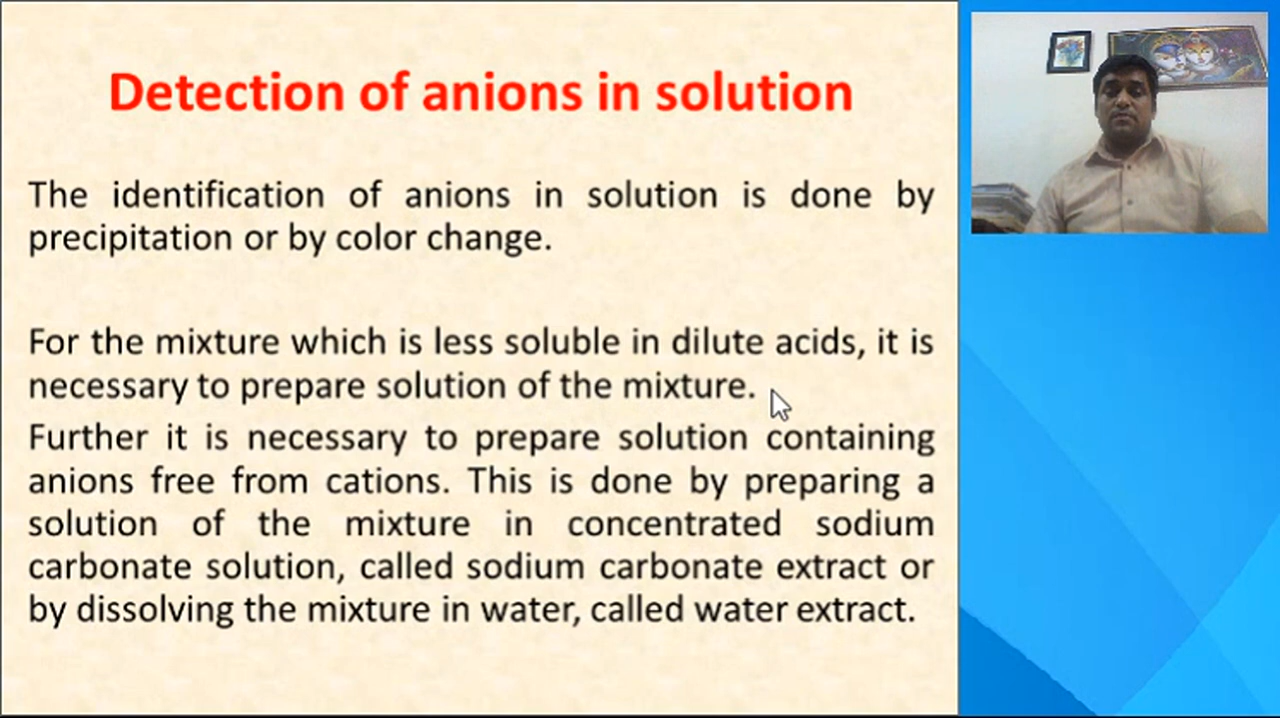 Detection of anions in solution
The identification of anions in solution is done by
precipitation or by color change.
For the mixture which is less soluble in dilute acids, it is
necessary to prepare solution of the mixture.
Further it is necessary to prepare solution containing
anions free from cations. This is done by preparing a
solution of the mixture in concentrated sodium
carbonate solution, called sodium carbonate extract or
by dissolving the mixture in water, called water extract.